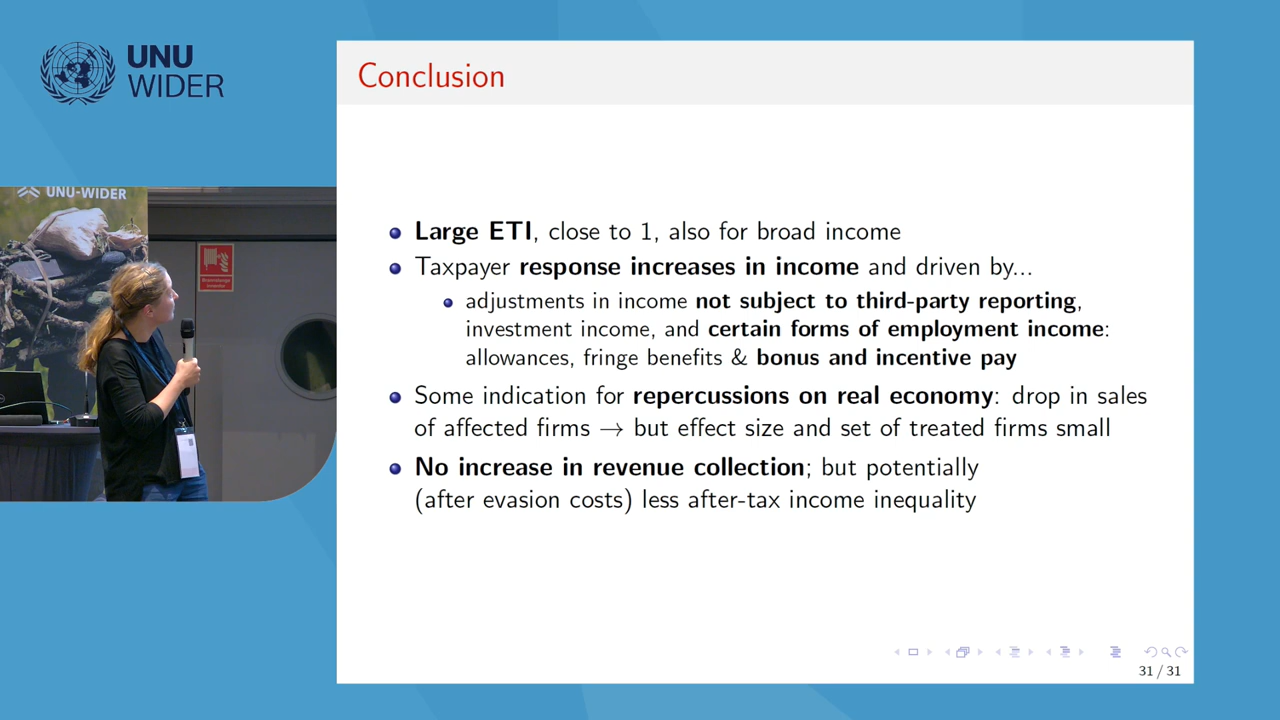 UNU
WIDER
UNU-WIDER
Conclusion
Large ETI, close to 1, also for broad income
Taxpayer response increases in income and driven by...
adjustments in income not subject to third-party reporting,
investment income, and certain forms of employment income:
allowances, fringe benefits & bonus and incentive pay
Some indication for repercussions on real economy: drop in sales
of affected firms → but effect size and set of treated firms small
No increase in revenue collection; but potentially
(after evasion costs) less after-tax income inequality
31 / 31